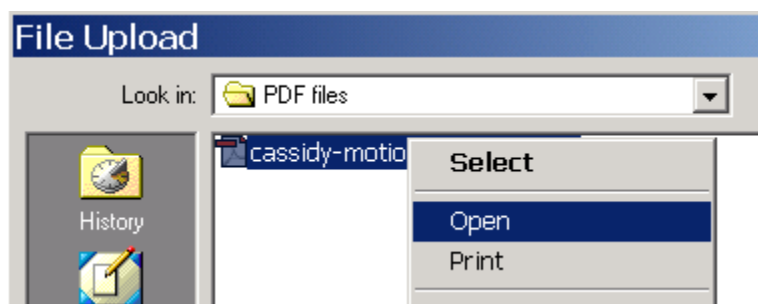 File Upload
Look in: PDF files
cassidy-motio
Select
History
Open
Print